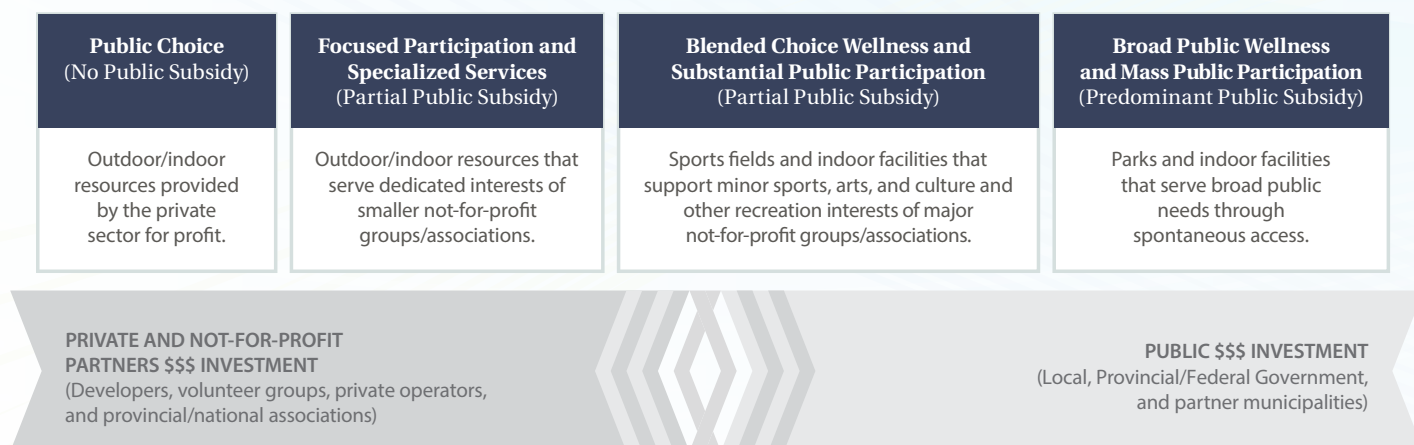 Public Choice
(No Public Subsidy)
Outdoor/indoor
resources provided
by the private
sector for profit.
Focused Participation and
Specialized Services
(Partial Public Subsidy)
Outdoor/indoor resources that
serve dedicated interests of
smaller not-for-profit
groups/associations.
Blended Choice Wellness and
Substantial Public Participation
(Partial Public Subsidy)
Sports fields and indoor facilities that
support minor sports, arts, and culture and
other recreation interests of major
not-for-profit groups/associations.
Broad Public Wellness
and Mass Public Participation
(Predominant Public Subsidy)
Parks and indoor facilities
that serve broad public
needs through
spontaneous access.
PRIVATE AND NOT-FOR-PROFIT
PARTNERS $$$ INVESTMENT
(Developers, volunteer groups, private operators,
and provincial/national associations)
PUBLIC $$$ INVESTMENT
(Local, Provincial/Federal Government,
and partner municipalities)